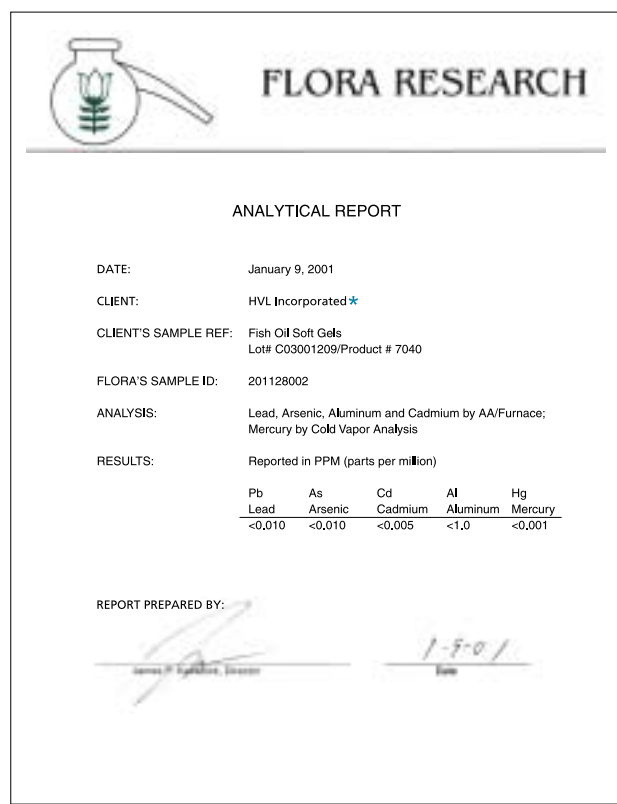 FLORA RESEARCH
ANALYTICAL REPORT
DATE: January 9, 2001
CLIENT: HVL Incorporated*
CLIENT'S SAMPLE REF: Fish Oil Soft Gels
Lot# C03001209/Product # 7040
FLORA'S SAMPLE ID: 201128002
ANALYSIS: Lead, Arsenic, Aluminum and Cadmium by AA/Furnace;
Mercury by Cold Vapor Analysis
RESULTS: Reported in PPM (parts per million)
Pb As Cd Al Hg
Lead Arsenic Cadmium Aluminum Mercury
<0.010 <0.010 <0.005 <1.0 <0.001
REPORT PREPARED BY:
1-9-01
James P. Director
Date